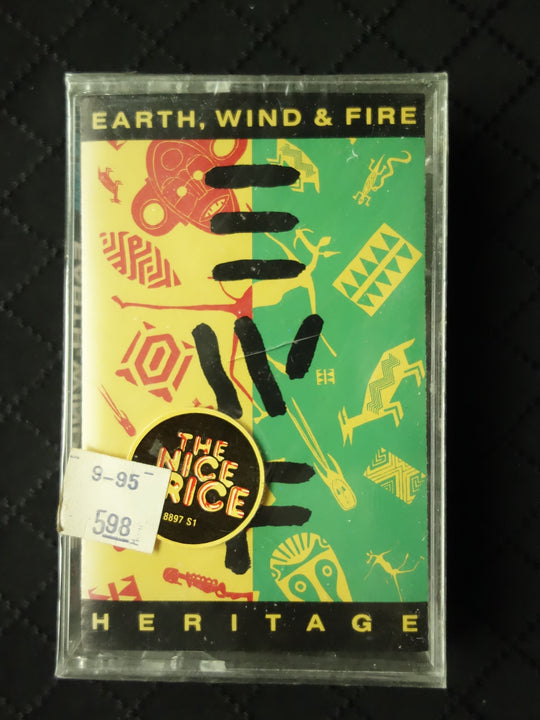 EARTH, WIND & FIRE
E
W
F
THE
NICE
PRICE
8897 S1
9-95
598
HERITAGE